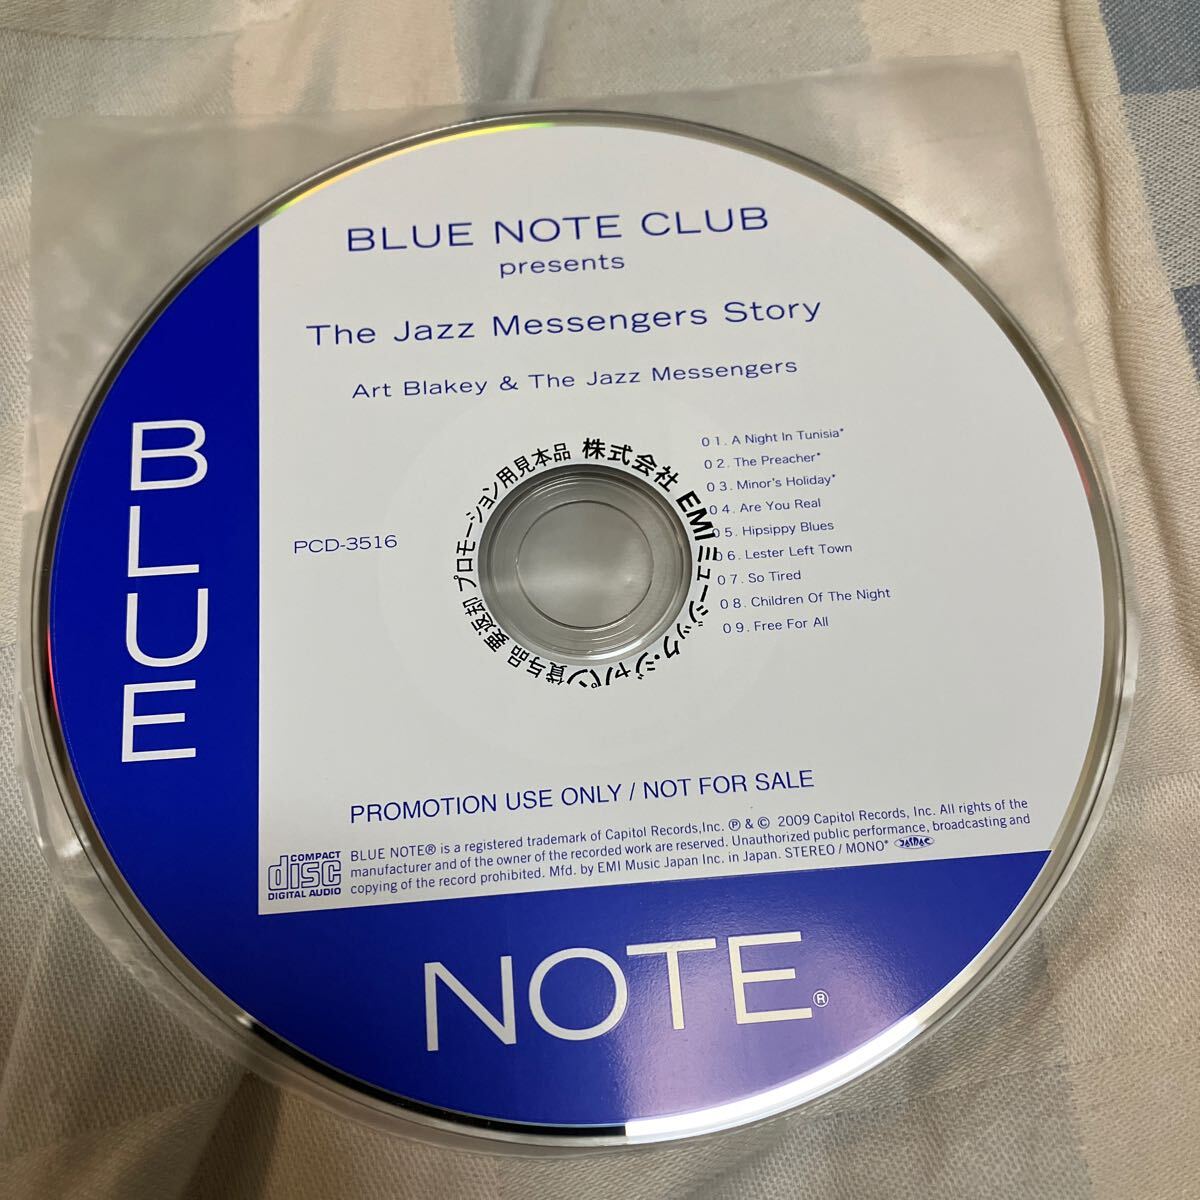 BLUE NOTE CLUB
presents
The Jazz Messengers Story
Art Blakey & The Jazz Messengers
01. A Night In Tunisia*
02. The Preacher*
03. Minor's Holiday*
04. Are You Real
05. Hipsippy Blues
06. Lester Left Town
07. So Tired
08. Children Of The Night
09. Free For All
PCD-3516
株式会社 EMIミュージック・ジャパン貸与品 要返却 プロモーション用見本品
PROMOTION USE ONLY / NOT FOR SALE
BLUE NOTE® is a registered trademark of Capitol Records,Inc. ℗ & © 2009 Capitol Records, Inc. All rights of the
manufacturer and of the owner of the recorded work are reserved. Unauthorized public performance, broadcasting and
copying of the record prohibited. Mfd. by EMI Music Japan Inc. in Japan. STEREO / MONO* JASRAC
COMPACT
disc
DIGITAL AUDIO
BLUE
NOTE®